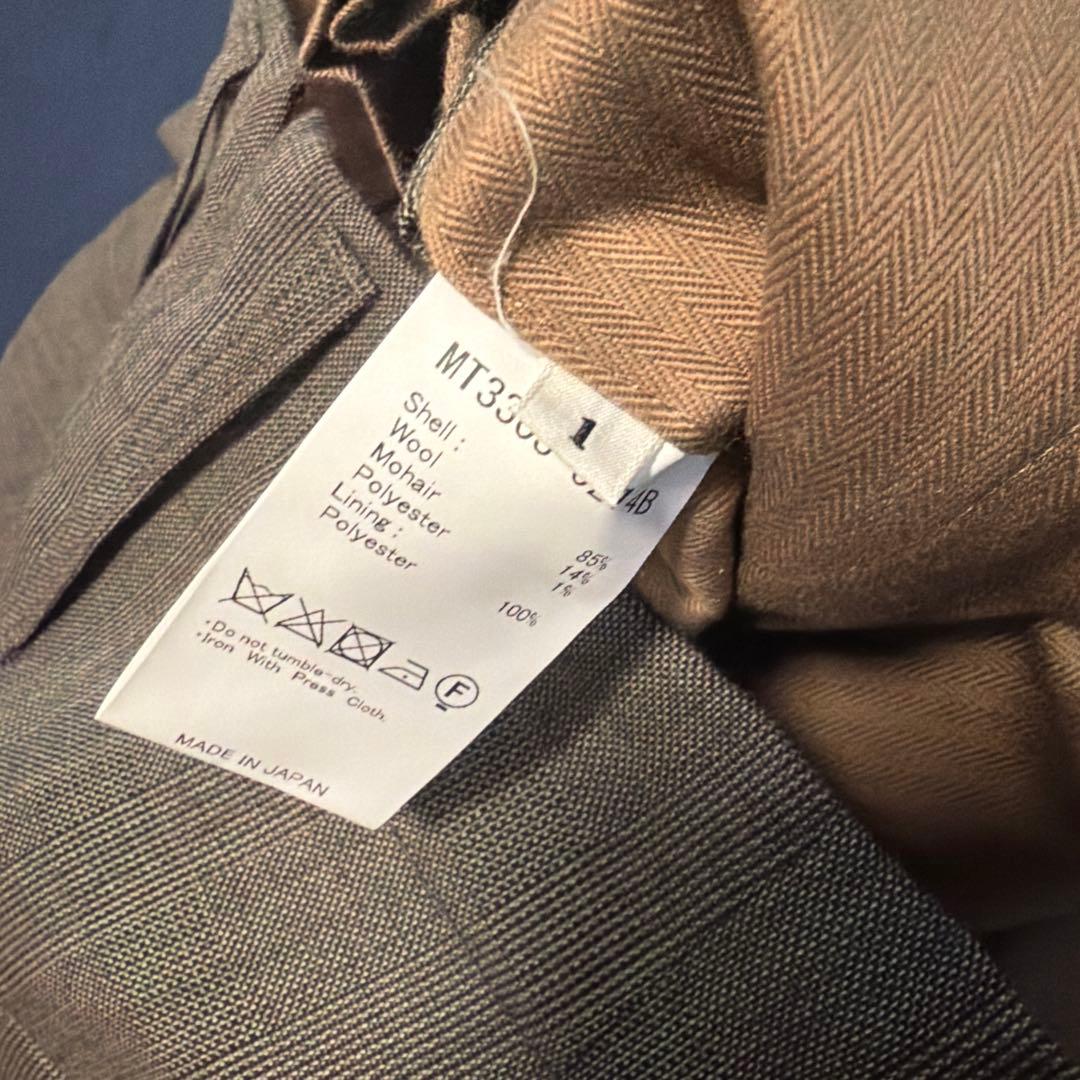 1
14B
Shell :
Wool 85%
Mohair 14%
Polyester 1%
Lining :
Polyester 100%
F
*Do not tumble-dry.
*Iron With Press Cloth.
MADE IN JAPAN